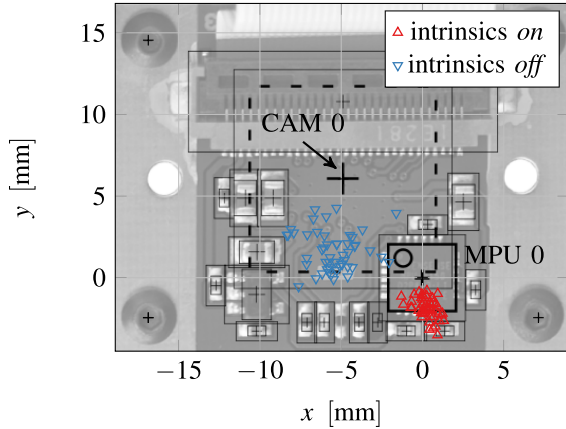 15
10
5
0
y [mm]
−15
−10
−5
0
5
x [mm]
intrinsics on
intrinsics off
CAM 0
MPU 0